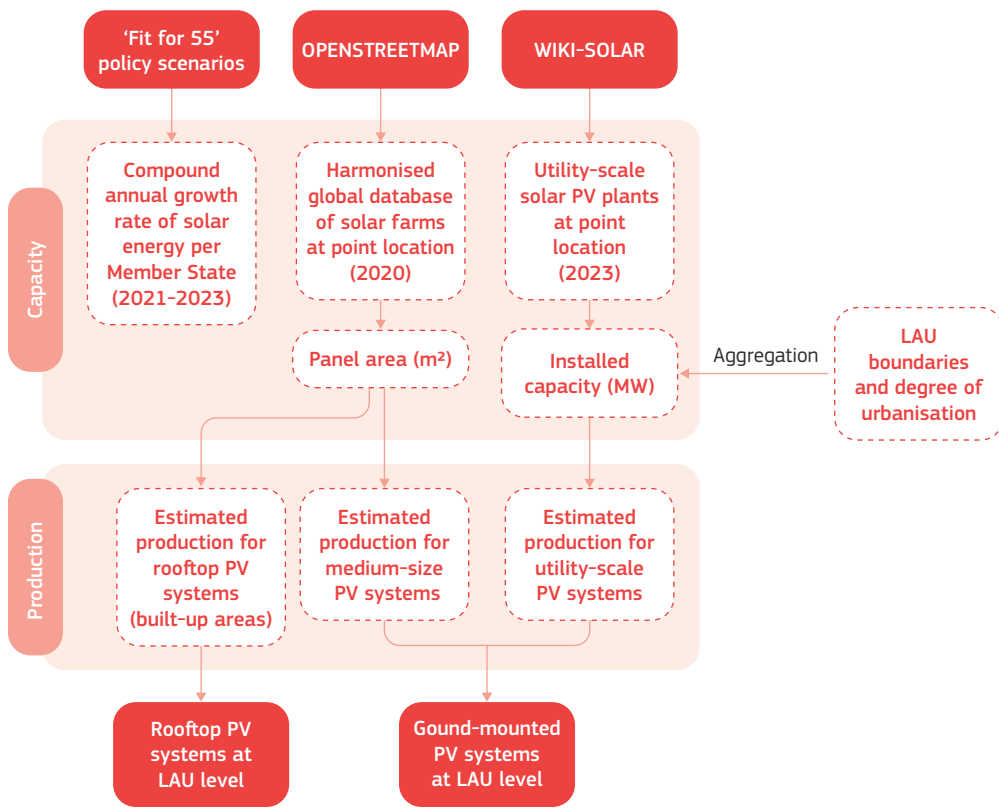 ‘Fit for 55’
policy scenarios
OPENSTREETMAP
WIKI-SOLAR
Capacity
Compound
annual growth
rate of solar
energy per
Member State
(2021-2023)
Harmonised
global database
of solar farms
at point location
(2020)
Utility-scale
solar PV plants
at point
location
(2023)
Panel area (m²)
Installed
capacity (MW)
Aggregation
LAU
boundaries
and degree of
urbanisation
Production
Estimated
production for
rooftop PV
systems
(built-up areas)
Estimated
production for
medium-size
PV systems
Estimated
production for
utility-scale
PV systems
Rooftop PV
systems at
LAU level
Gound-mounted
PV systems
at LAU level